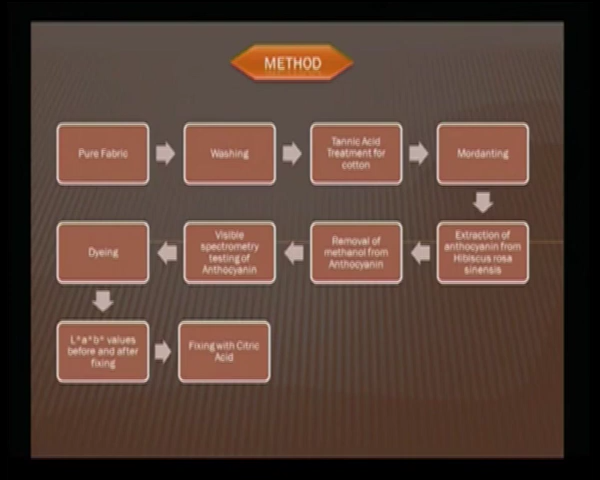 METHOD
Pure Fabric
Washing
Tannic Acid
Treatment for
cotton
Mordanting
Extraction of
anthocyanin from
Hibiscus rosa
sinensis
Removal of
methanol from
Anthocyanin
Visible
spectrometry
testing of
Anthocyanin
Dyeing
L*a*b* values
before and after
fixing
Fixing with Citric
Acid